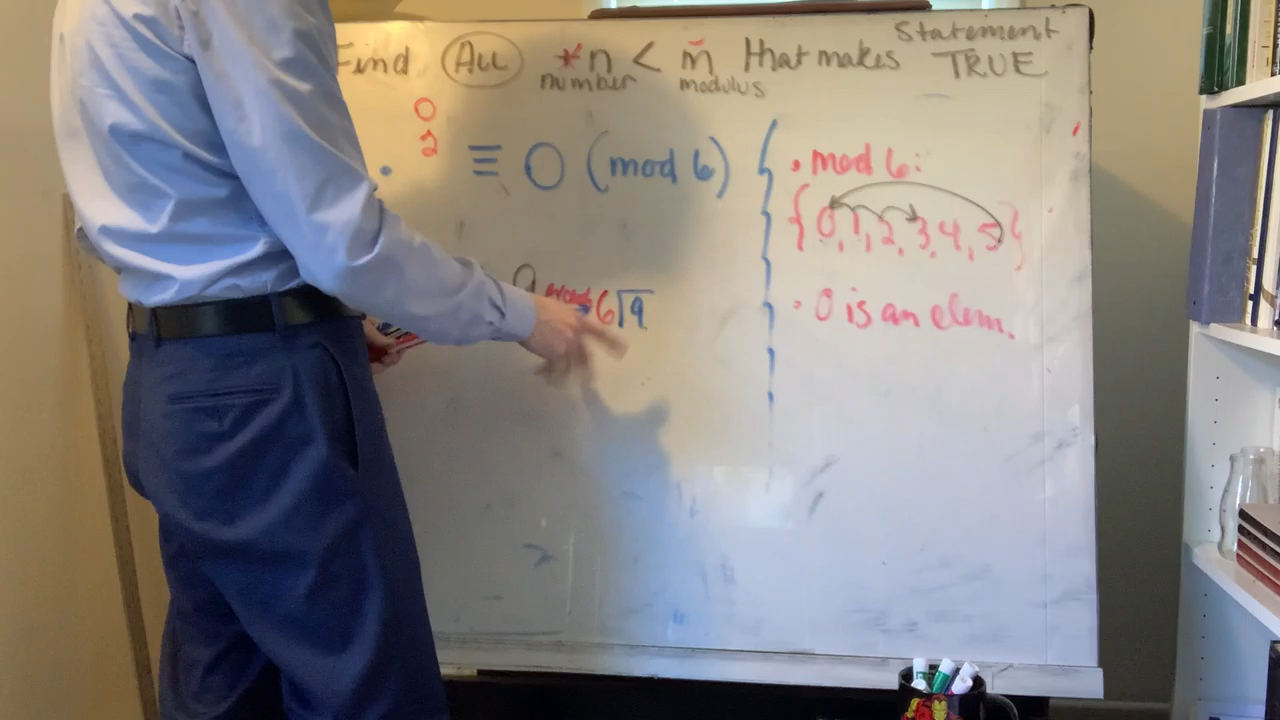 Find ALL *n < m that makes Statement TRUE
number modulus
0
2
· ≡ 0 (mod 6)
• mod 6:
{0, 1, 2, 3, 4, 5}
9 6√9
• 0 is an elem.